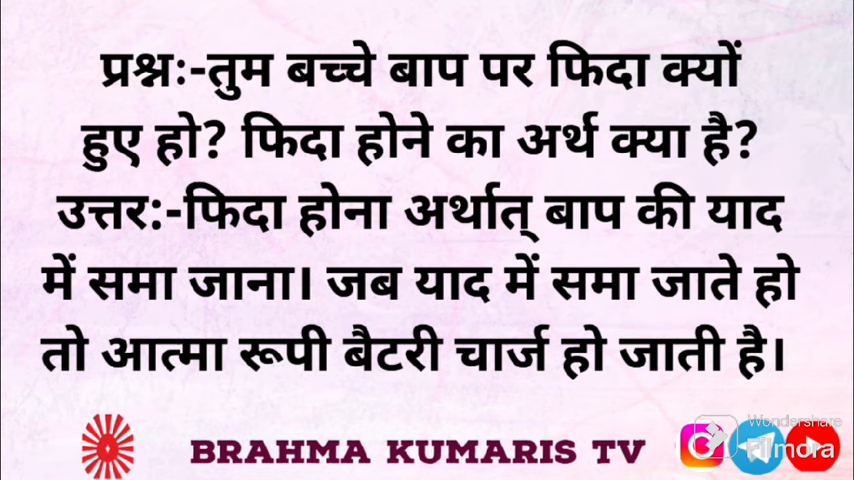 प्रश्नः-तुम बच्चे बाप पर फिदा क्यों
हुए हो? फिदा होने का अर्थ क्या है?
उत्तर:-फिदा होना अर्थात् बाप की याद
में समा जाना। जब याद में समा जाते हो
तो आत्मा रूपी बैटरी चार्ज हो जाती है।
BRAHMA KUMARIS TV
Wondershare
Filmora